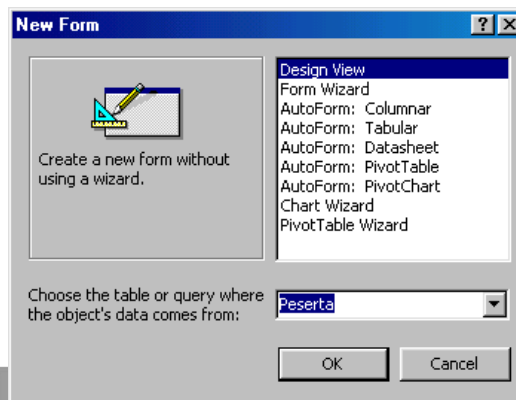 New Form
Design View
Form Wizard
AutoForm: Columnar
AutoForm: Tabular
AutoForm: Datasheet
AutoForm: PivotTable
AutoForm: PivotChart
Chart Wizard
PivotTable Wizard
Create a new form without
using a wizard.
Choose the table or query where
the object's data comes from:
Peserta
OK
Cancel